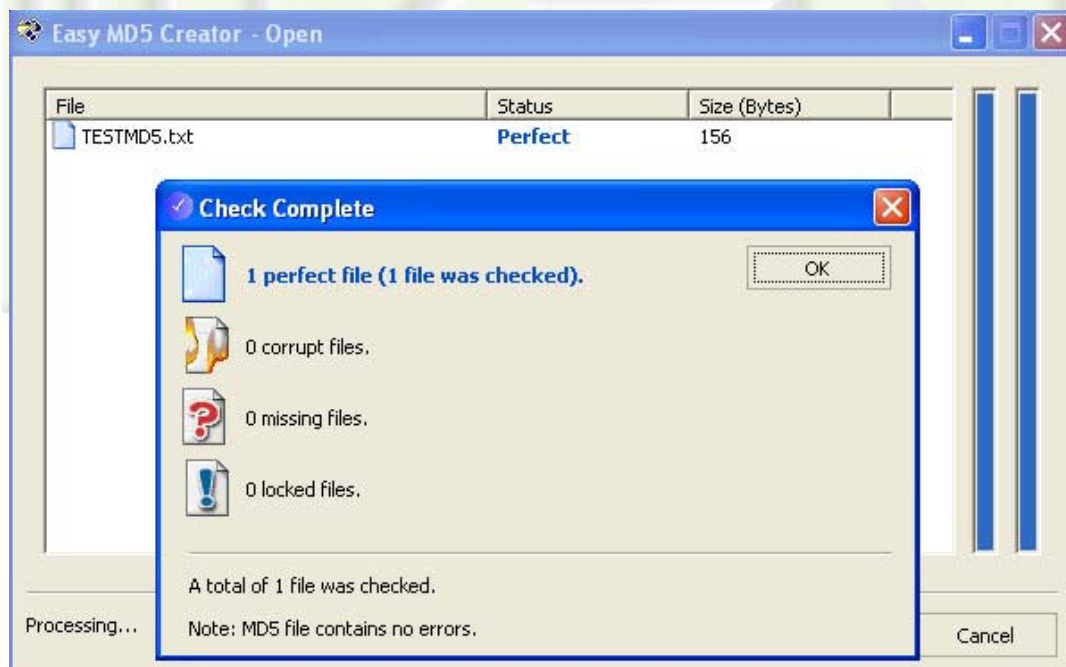 Easy MD5 Creator - Open
File Status Size (Bytes)
TESTMD5.txt Perfect 156
Check Complete
1 perfect file (1 file was checked).
OK
0 corrupt files.
0 missing files.
0 locked files.
A total of 1 file was checked.
Note: MD5 file contains no errors.
Processing...
Cancel